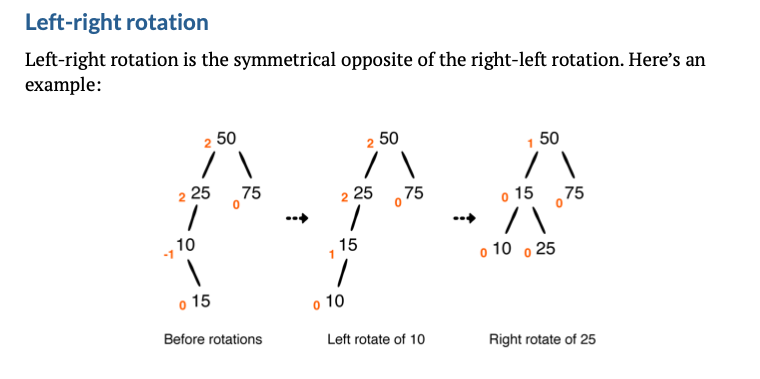 Left-right rotation
Left-right rotation is the symmetrical opposite of the right-left rotation. Here’s an
example:
2 50 2 50 1 50
2 25 0 75 2 25 0 75 0 15 0 75
-1 10 1 15 0 10 0 25
0 15 0 10
Before rotations Left rotate of 10 Right rotate of 25